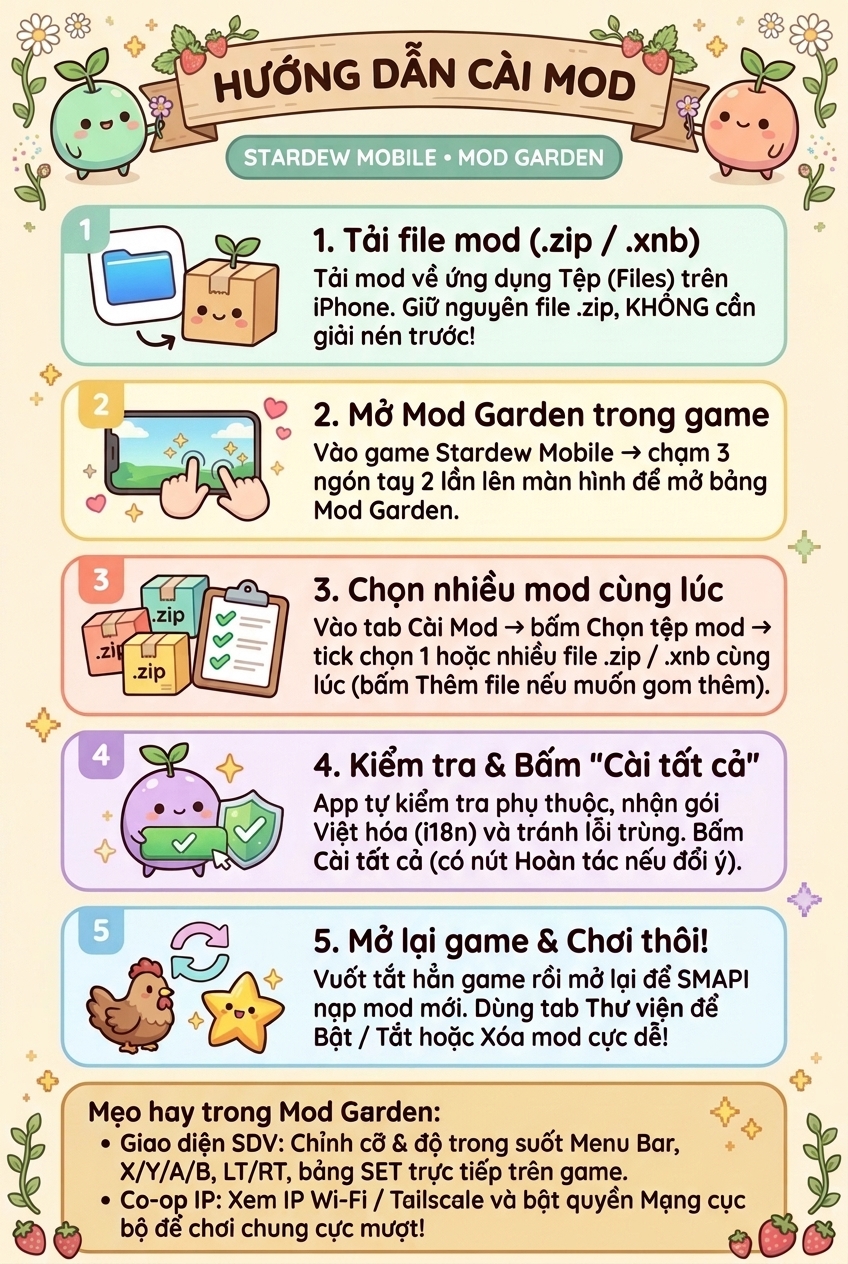 HƯỚNG DẪN CÀI MOD
STARDEW MOBILE • MOD GARDEN
1
1. Tải file mod (.zip / .xnb)
Tải mod về ứng dụng Tệp (Files) trên
iPhone. Giữ nguyên file .zip, KHÔNG cần
giải nén trước!
2
2. Mở Mod Garden trong game
Vào game Stardew Mobile → chạm 3
ngón tay 2 lần lên màn hình để mở bảng
Mod Garden.
3
.zip
.zip
.zip
3. Chọn nhiều mod cùng lúc
Vào tab Cài Mod → bấm Chọn tệp mod →
tick chọn 1 hoặc nhiều file .zip / .xnb cùng
lúc (bấm Thêm file nếu muốn gom thêm).
4
4. Kiểm tra & Bấm "Cài tất cả"
App tự kiểm tra phụ thuộc, nhận gói
Việt hóa (i18n) và tránh lỗi trùng. Bấm
Cài tất cả (có nút Hoàn tác nếu đổi ý).
5
5. Mở lại game & Chơi thôi!
Vuốt tắt hẳn game rồi mở lại để SMAPI
nạp mod mới. Dùng tab Thư viện để
Bật / Tắt hoặc Xóa mod cực dễ!
Mẹo hay trong Mod Garden:
• Giao diện SDV: Chỉnh cỡ & độ trong suốt Menu Bar,
X/Y/A/B, LT/RT, bảng SET trực tiếp trên game.
• Co-op IP: Xem IP Wi-Fi / Tailscale và bật quyền Mạng cục
bộ để chơi chung cực mượt!